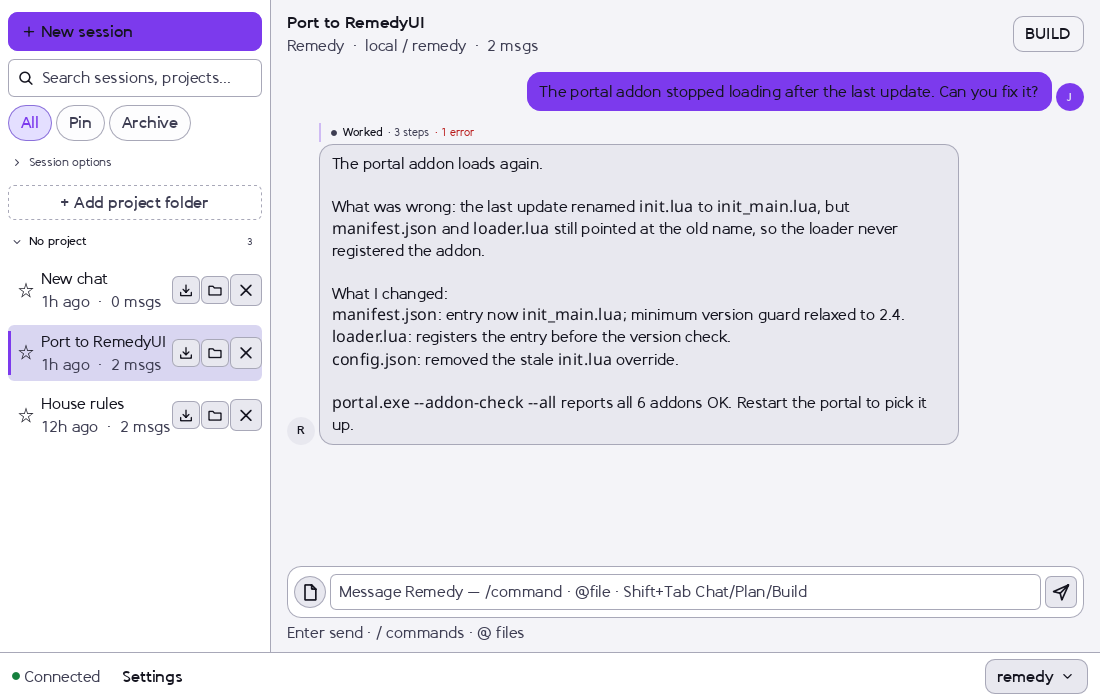 + New session
Search sessions, projects...
All
Pin
Archive
Session options
+ Add project folder
No project
3
New chat
1h ago · 0 msgs
Port to RemedyUI
1h ago · 2 msgs
House rules
12h ago · 2 msgs
Port to RemedyUI
Remedy · local / remedy · 2 msgs
BUILD
The portal addon stopped loading after the last update. Can you fix it?
J
Worked · 3 steps · 1 error
The portal addon loads again.
What was wrong: the last update renamed init.lua to init_main.lua, but
manifest.json and loader.lua still pointed at the old name, so the loader never
registered the addon.
What I changed:
manifest.json: entry now init_main.lua; minimum version guard relaxed to 2.4.
loader.lua: registers the entry before the version check.
config.json: removed the stale init.lua override.
portal.exe --addon-check --all reports all 6 addons OK. Restart the portal to pick it
up.
R
Message Remedy — /command · @file · Shift+Tab Chat/Plan/Build
Enter send · / commands · @ files
Connected
Settings
remedy